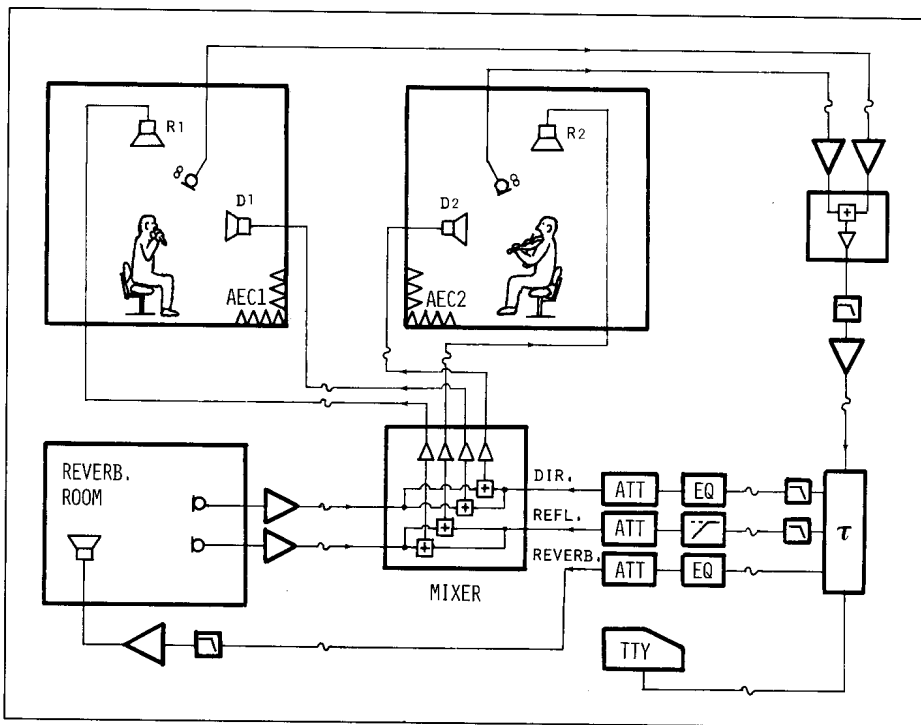 R1
R2
D1
D2
AEC1
AEC2
REVERB.
ROOM
DIR.
ATT
EQ
REFL.
ATT
τ
REVERB.
ATT
EQ
MIXER
TTY